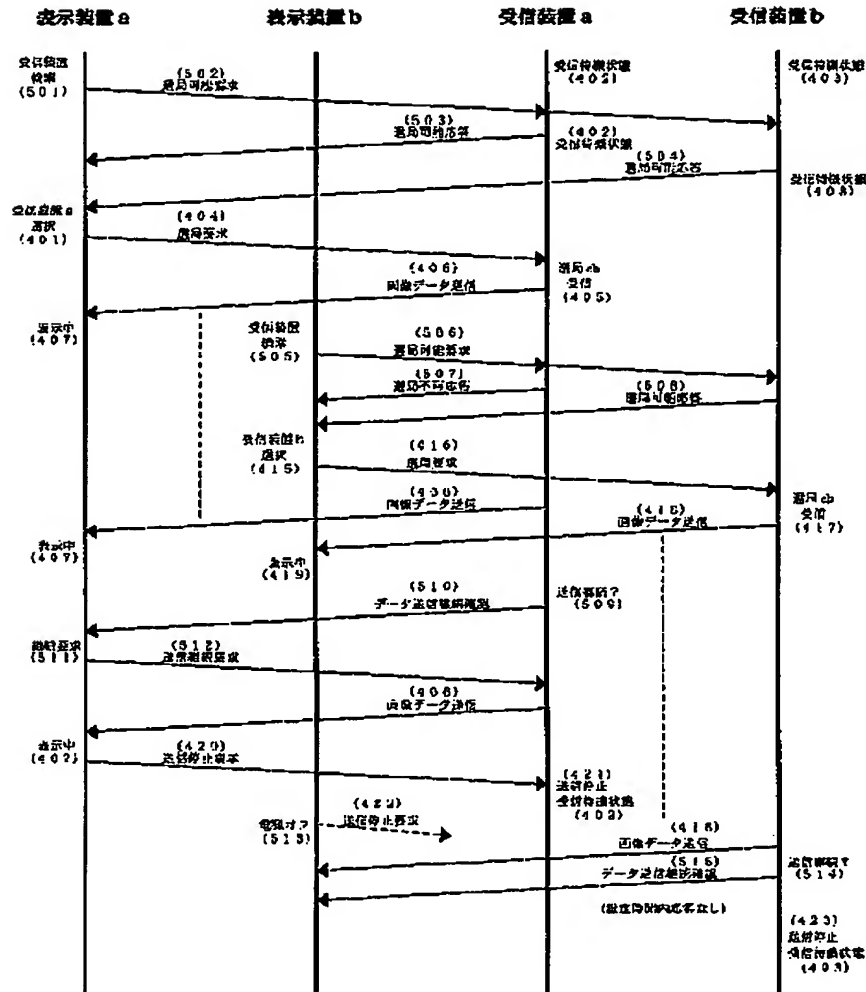 表示装置a
表示装置b
受信装置a
受信装置b
受信装置
検索
(501)
(502)
選局可能要求
受信待機状態
(402)
受信待機状態
(403)
(503)
選局可能応答
(402)
受信待機状態
(504)
選局可能応答
受信待機状態
(403)
受信装置a
選択
(401)
(404)
選局要求
(406)
画像データ送信
選局ch
受信
(405)
表示中
(407)
受信装置
検索
(505)
(506)
選局可能要求
(507)
選局不可応答
(508)
選局可能応答
受信装置b
選択
(415)
(416)
選局要求
(406)
画像データ送信
(418)
画像データ送信
選局ch
受信
(417)
表示中
(407)
表示中
(419)
(510)
データ送信継続確認
送信継続?
(509)
継続要求
(511)
(512)
送信継続要求
(406)
画像データ送信
表示中
(407)
(420)
送信停止要求
(421)
送信停止
受信待機状態
(402)
電源オフ
(513)
(422)
送信停止要求
(418)
画像データ送信
(515)
データ送信継続確認
送信継続?
(514)
(設定時間内応答なし)
(423)
送信停止
受信待機状態
(403)